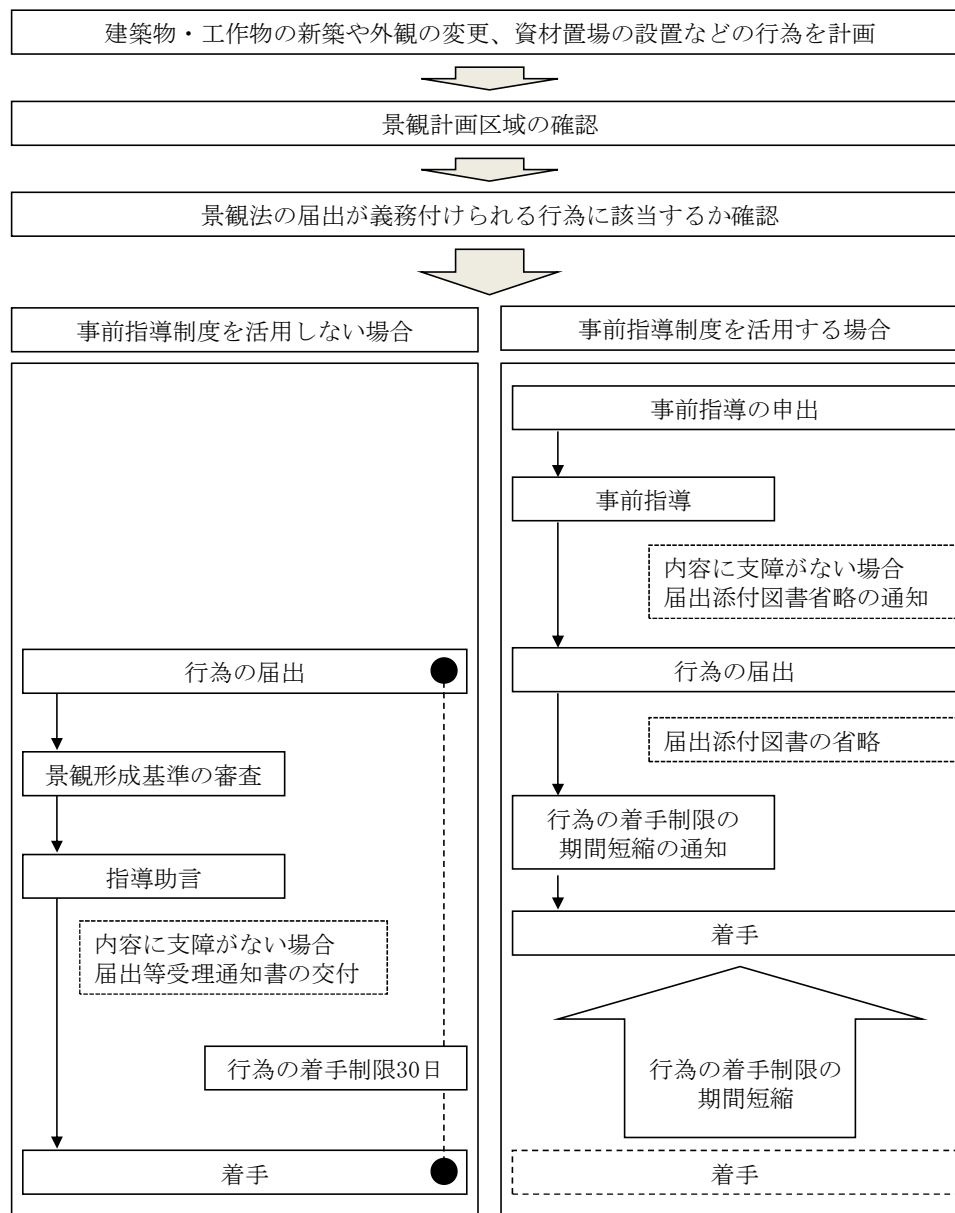 建築物・工作物の新築や外観の変更、資材置場の設置などの行為を計画
景観計画区域の確認
景観法の届出が義務付けられる行為に該当するか確認
事前指導制度を活用しない場合
行為の届出
景観形成基準の審査
指導助言
内容に支障がない場合
届出等受理通知書の交付
行為の着手制限30日
着手
事前指導制度を活用する場合
事前指導の申出
事前指導
内容に支障がない場合
届出添付図書省略の通知
行為の届出
届出添付図書の省略
行為の着手制限の
期間短縮の通知
着手
行為の着手制限の
期間短縮
着手